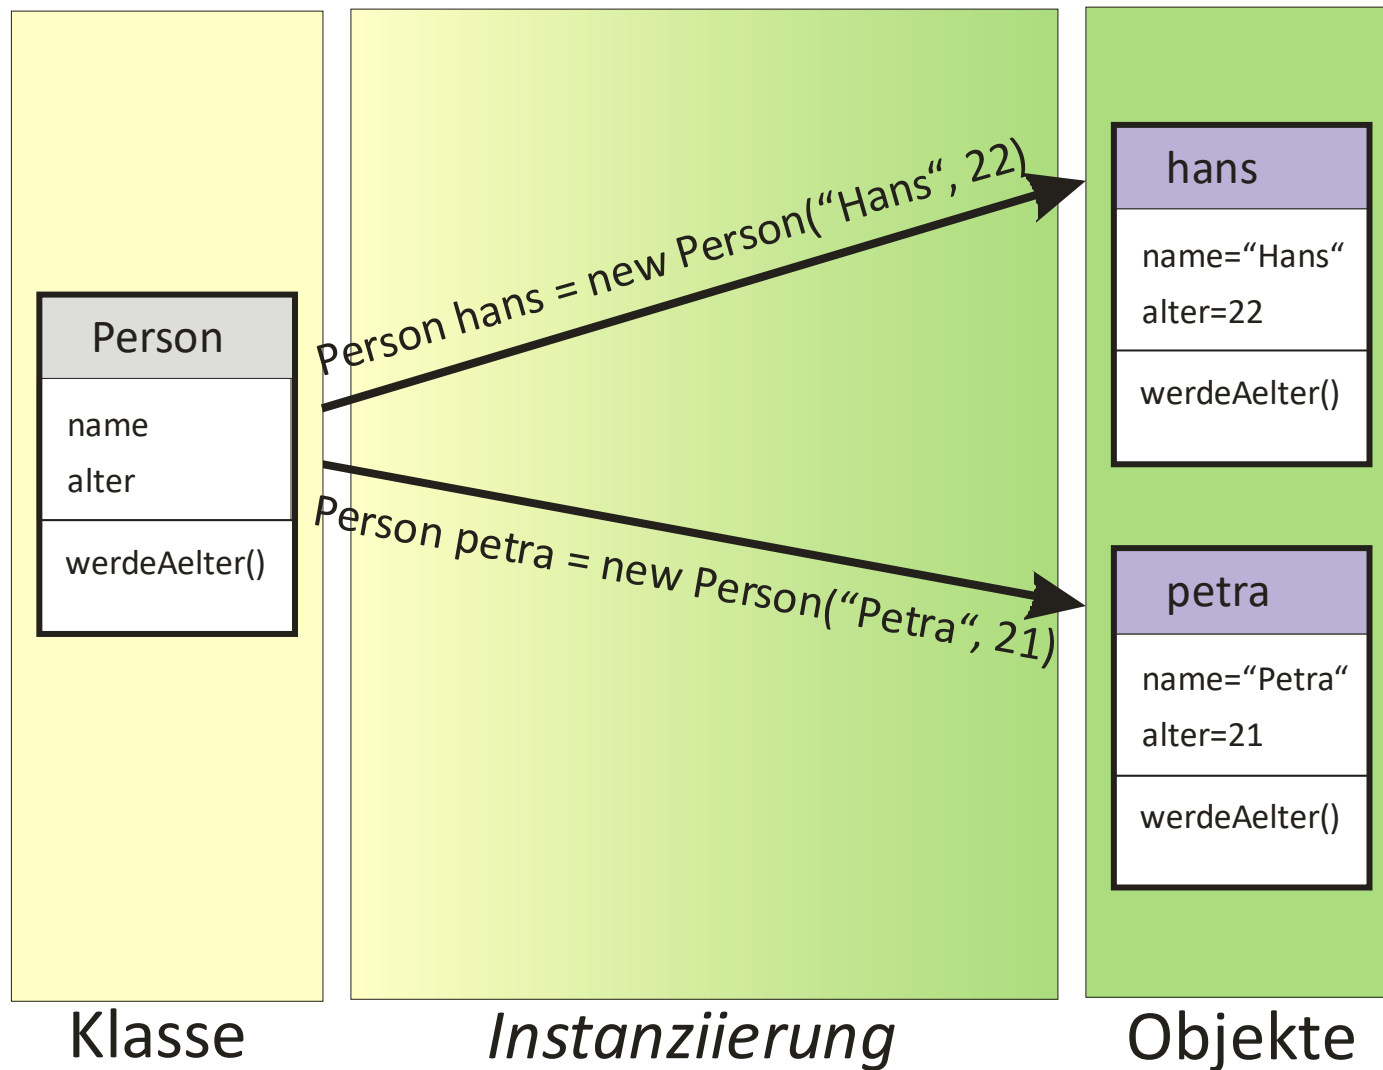 Person
name
alter
werdeAelter()
Person hans = new Person(“Hans“, 22)
Person petra = new Person(“Petra“, 21)
hans
name=“Hans“
alter=22
werdeAelter()
petra
name=“Petra“
alter=21
werdeAelter()
Klasse
Instanziierung
Objekte